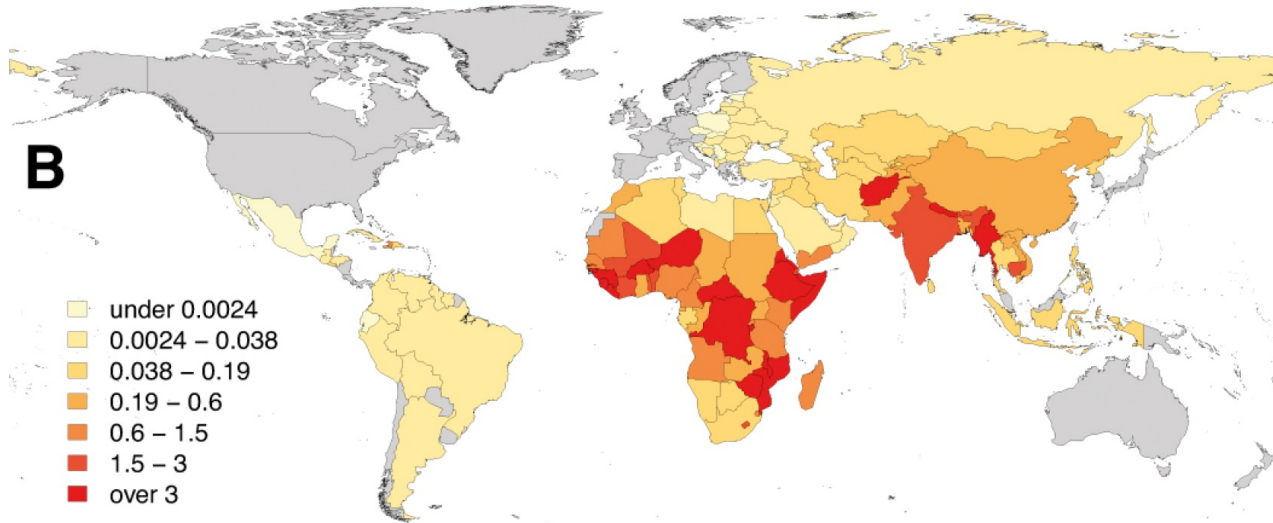 B
under 0.0024
0.0024 – 0.038
0.038 – 0.19
0.19 – 0.6
0.6 – 1.5
1.5 – 3
over 3